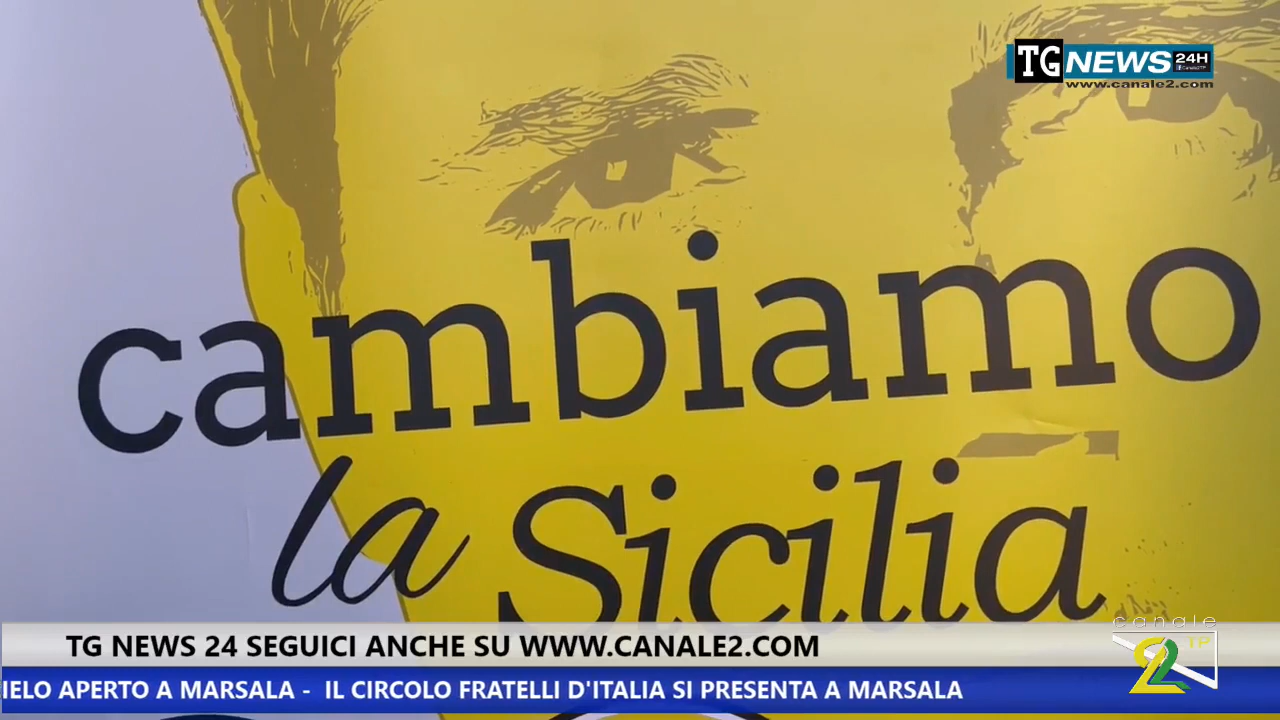 TG NEWS 24H
www.canale2.com
cambiamo
la Sicilia
canale
2 TP
TG NEWS 24 SEGUICI ANCHE SU WWW.CANALE2.COM
IELO APERTO A MARSALA - IL CIRCOLO FRATELLI D'ITALIA SI PRESENTA A MARSALA